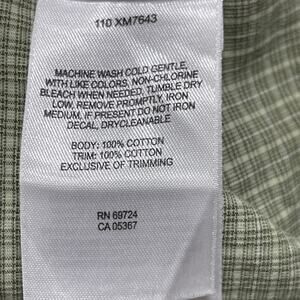 110 XM7643
MACHINE WASH COLD GENTLE,
WITH LIKE COLORS, NON-CHLORINE
BLEACH WHEN NEEDED, TUMBLE DRY
LOW, REMOVE PROMPTLY, IRON
MEDIUM, IF PRESENT DO NOT IRON
DECAL, DRYCLEANABLE
BODY: 100% COTTON
TRIM: 100% COTTON
EXCLUSIVE OF TRIMMING
RN 69724
CA 05367